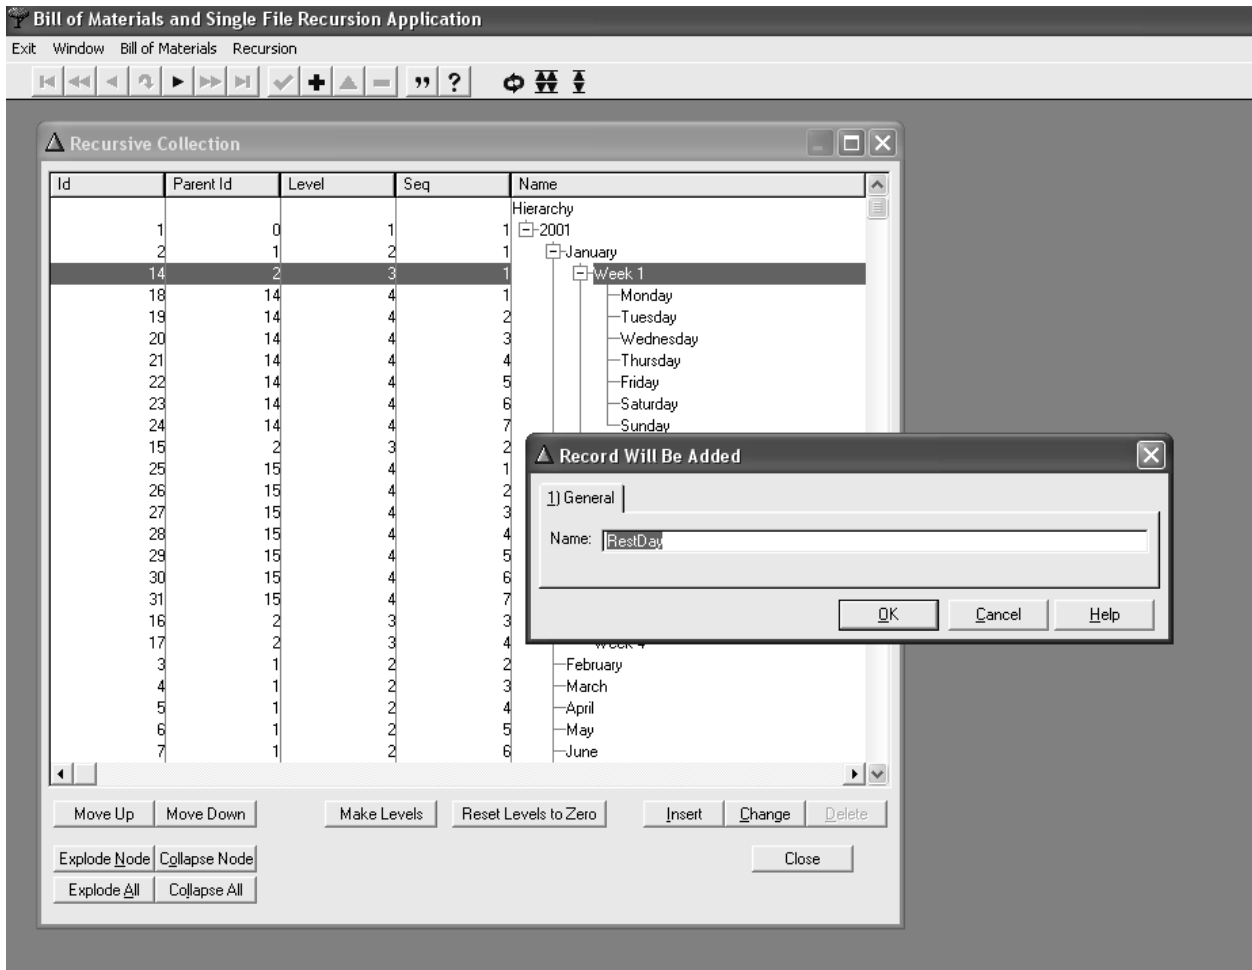 Bill of Materials and Single File Recursion Application
Exit Window Bill of Materials Recursion
Recursive Collection
Id Parent Id Level Seq Name
Hierarchy
1 0 1 1 2001
2 1 2 1 January
14 2 3 1 Week 1
18 14 4 1 Monday
19 14 4 2 Tuesday
20 14 4 3 Wednesday
21 14 4 4 Thursday
22 14 4 5 Friday
23 14 4 6 Saturday
24 14 4 7 Sunday
15 2 3 2
25 15 4 1
26 15 4 2
27 15 4 3
28 15 4 4
29 15 4 5
30 15 4 6
31 15 4 7
16 2 3 3
17 2 3 4 Week 4
3 1 2 2 February
4 1 2 3 March
5 1 2 4 April
6 1 2 5 May
7 1 2 6 June
Record Will Be Added
1) General
Name: RestDay
OK Cancel Help
Move Up Move Down Make Levels Reset Levels to Zero Insert Change Delete
Explode Node Collapse Node Close
Explode All Collapse All